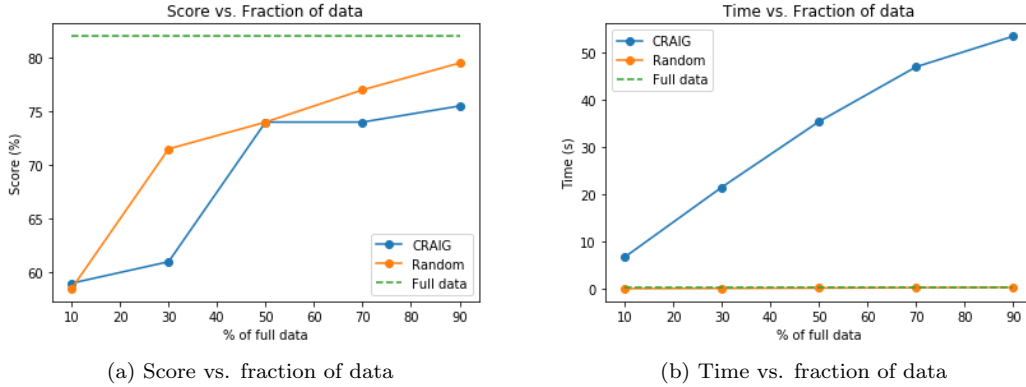 Score vs. Fraction of data
80
75
70
65
60
Score (%)
CRAIG
Random
Full data
10 20 30 40 50 60 70 80 90
% of full data
(a) Score vs. fraction of data
Time vs. Fraction of data
50
40
30
20
10
0
Time (s)
CRAIG
Random
Full data
10 20 30 40 50 60 70 80 90
% of full data
(b) Time vs. fraction of data